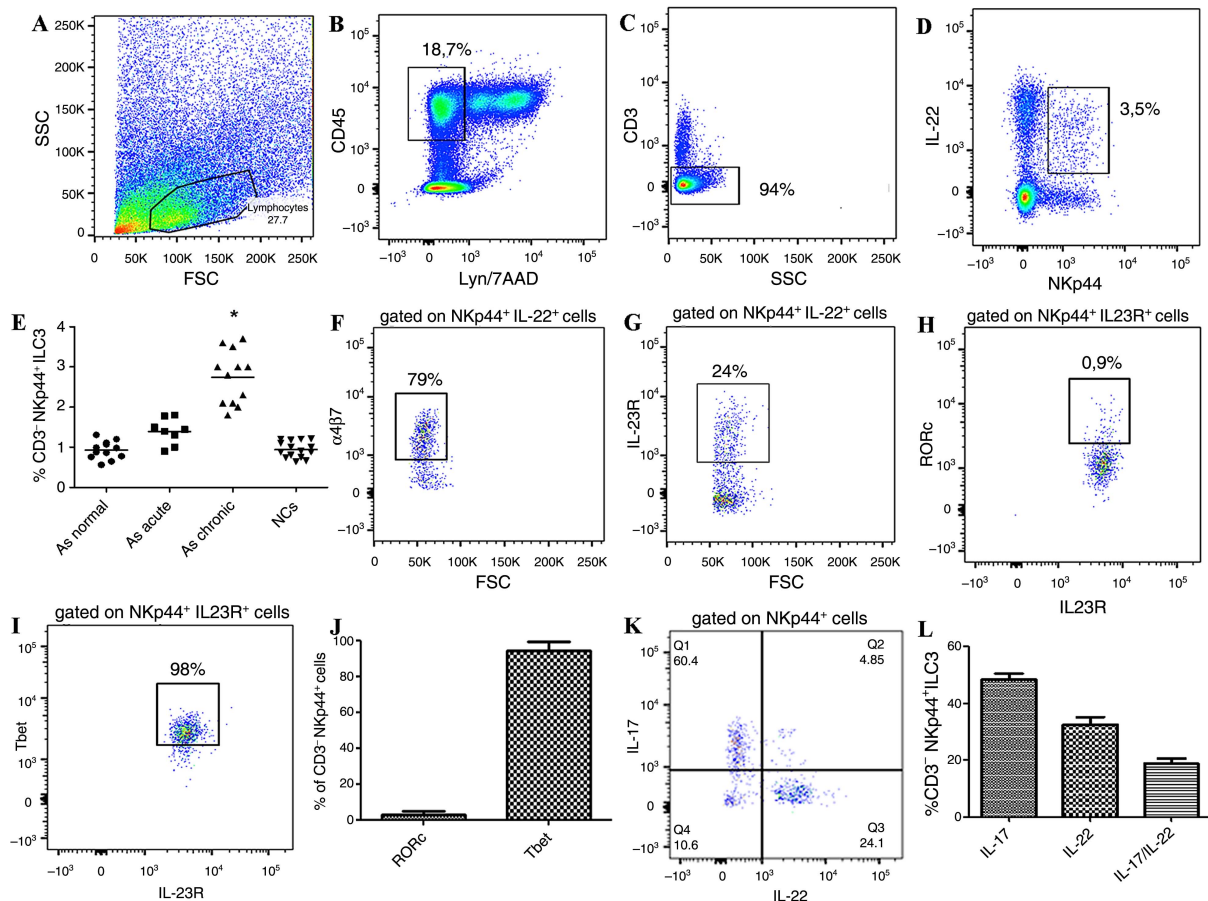 A
260K
200K
150K
100K
50K
0
SSC
Lymphocytes
27.7
0 50K 100K 150K 200K 250K
FSC
B
18,7%
10⁵
10⁴
10³
0
−10³
CD45
−10³ 0 10³ 10⁴ 10⁵
Lyn/7AAD
C
10⁵
10⁴
10³
0
−10³
CD3
94%
0 50K 100K 150K 200K 250K
SSC
D
10⁵
10⁴
10³
0
−10³
IL-22
3,5%
−10³ 0 10³ 10⁴ 10⁵
NKp44
E
*
4
3
2
1
0
% CD3⁻ NKp44⁺ ILC3
As normal
As acute
As chronic
NCs
F
gated on NKp44⁺ IL-22⁺ cells
79%
10⁵
10⁴
10³
0
−10³
α4β7
0 50K 100K 150K 200K 250K
FSC
G
gated on NKp44⁺ IL-22⁺ cells
24%
10⁵
10⁴
10³
0
−10³
IL-23R
0 50K 100K 150K 200K 250K
FSC
H
gated on NKp44⁺ IL23R⁺ cells
0,9%
10⁵
10⁴
10³
0
−10³
RORc
−10³ 0 10³ 10⁴ 10⁵
IL23R
I
gated on NKp44⁺ IL23R⁺ cells
98%
10⁵
10⁴
10³
0
−10³
Tbet
−10³ 0 10³ 10⁴ 10⁵
IL-23R
J
100
80
60
40
20
0
% of CD3⁻ NKp44⁺ cells
RORc
Tbet
K
gated on NKp44⁺ cells
Q1
60.4
Q2
4.85
10⁵
10⁴
10³
0
−10³
IL-17
Q4
10.6
Q3
24.1
−10³ 0 10³ 10⁴ 10⁵
IL-22
L
60
40
20
0
%CD3⁻ NKp44⁺ILC3
IL-17
IL-22
IL-17/IL-22